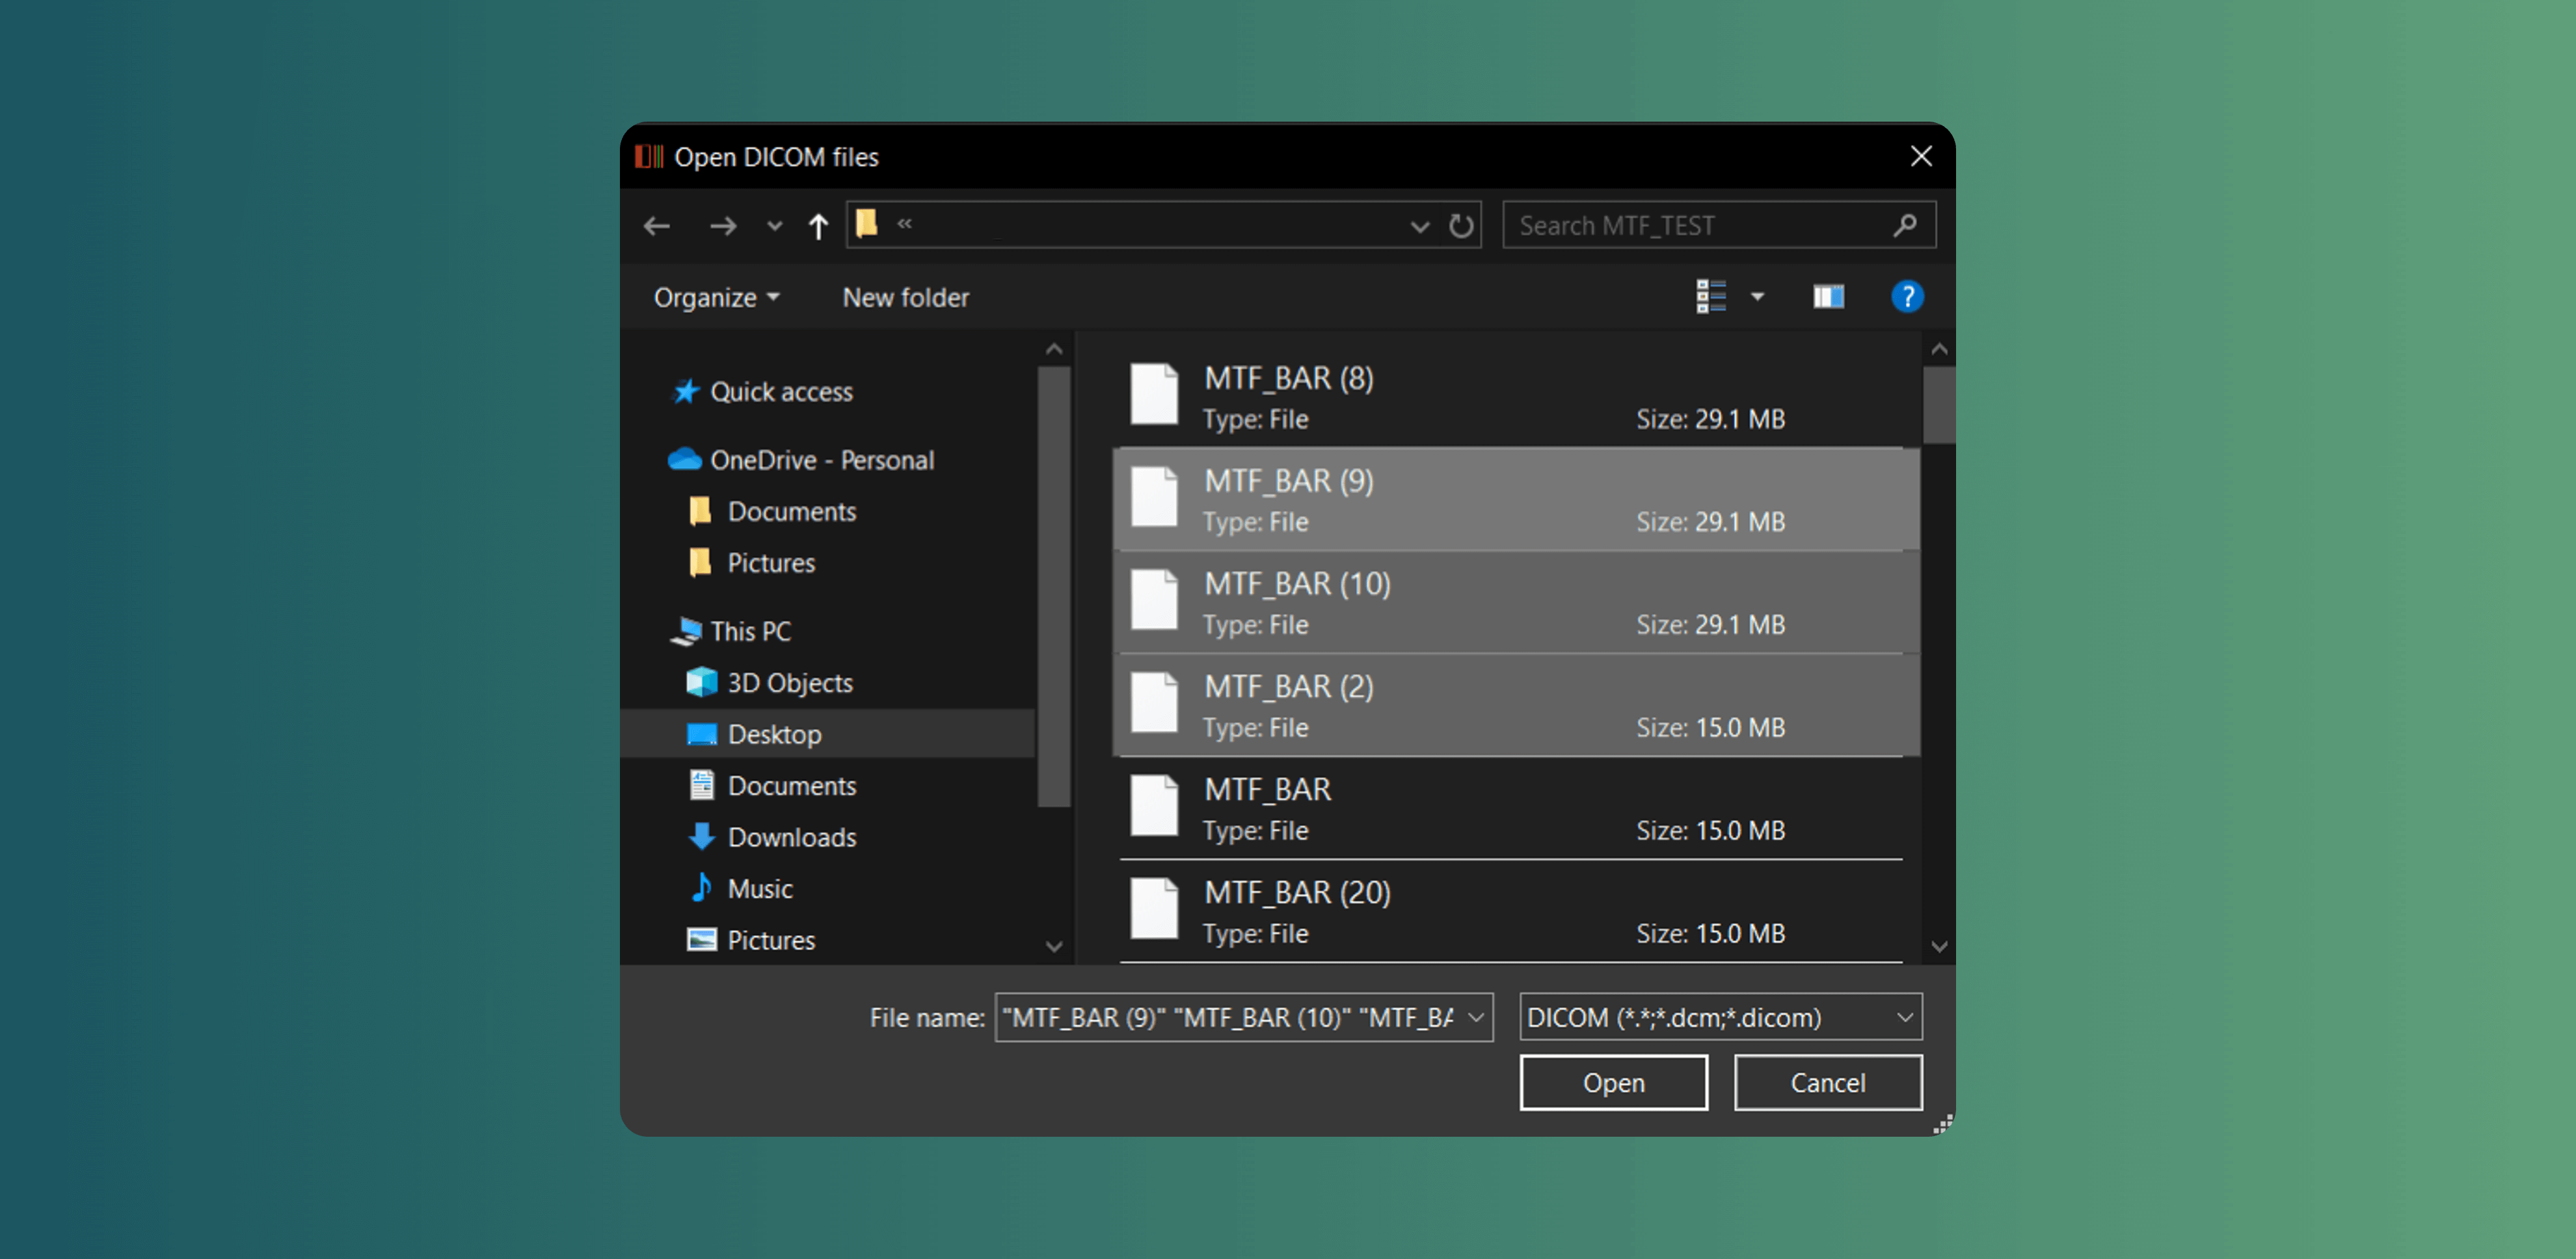 Open DICOM files
«
Search MTF_TEST
Organize
New folder
?
Quick access
OneDrive - Personal
Documents
Pictures
This PC
3D Objects
Desktop
Documents
Downloads
Music
Pictures
MTF_BAR (8)
Type: File Size: 29.1 MB
MTF_BAR (9)
Type: File Size: 29.1 MB
MTF_BAR (10)
Type: File Size: 29.1 MB
MTF_BAR (2)
Type: File Size: 15.0 MB
MTF_BAR
Type: File Size: 15.0 MB
MTF_BAR (20)
Type: File Size: 15.0 MB
File name: "MTF_BAR (9)" "MTF_BAR (10)" "MTF_BA
DICOM (*.*;*.dcm;*.dicom)
Open
Cancel